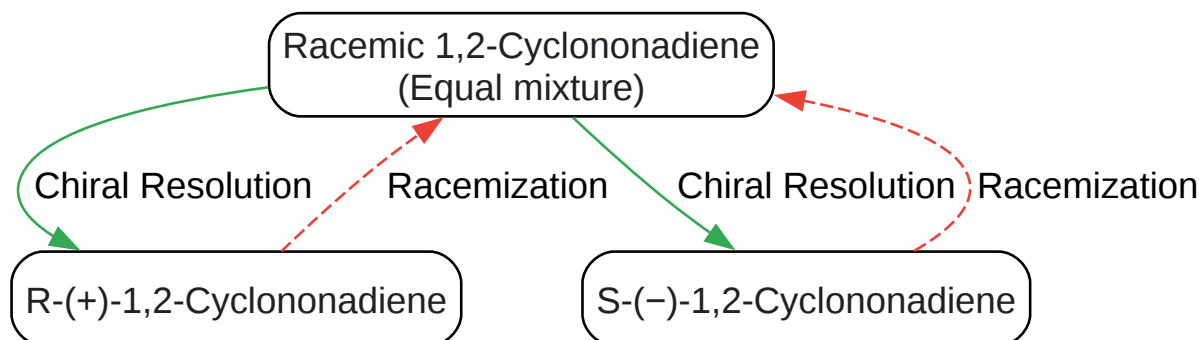 Racemic 1,2-Cyclononadiene
(Equal mixture)
Chiral Resolution
Racemization
Chiral Resolution
Racemization
R-(+)-1,2-Cyclononadiene
S-(−)-1,2-Cyclononadiene